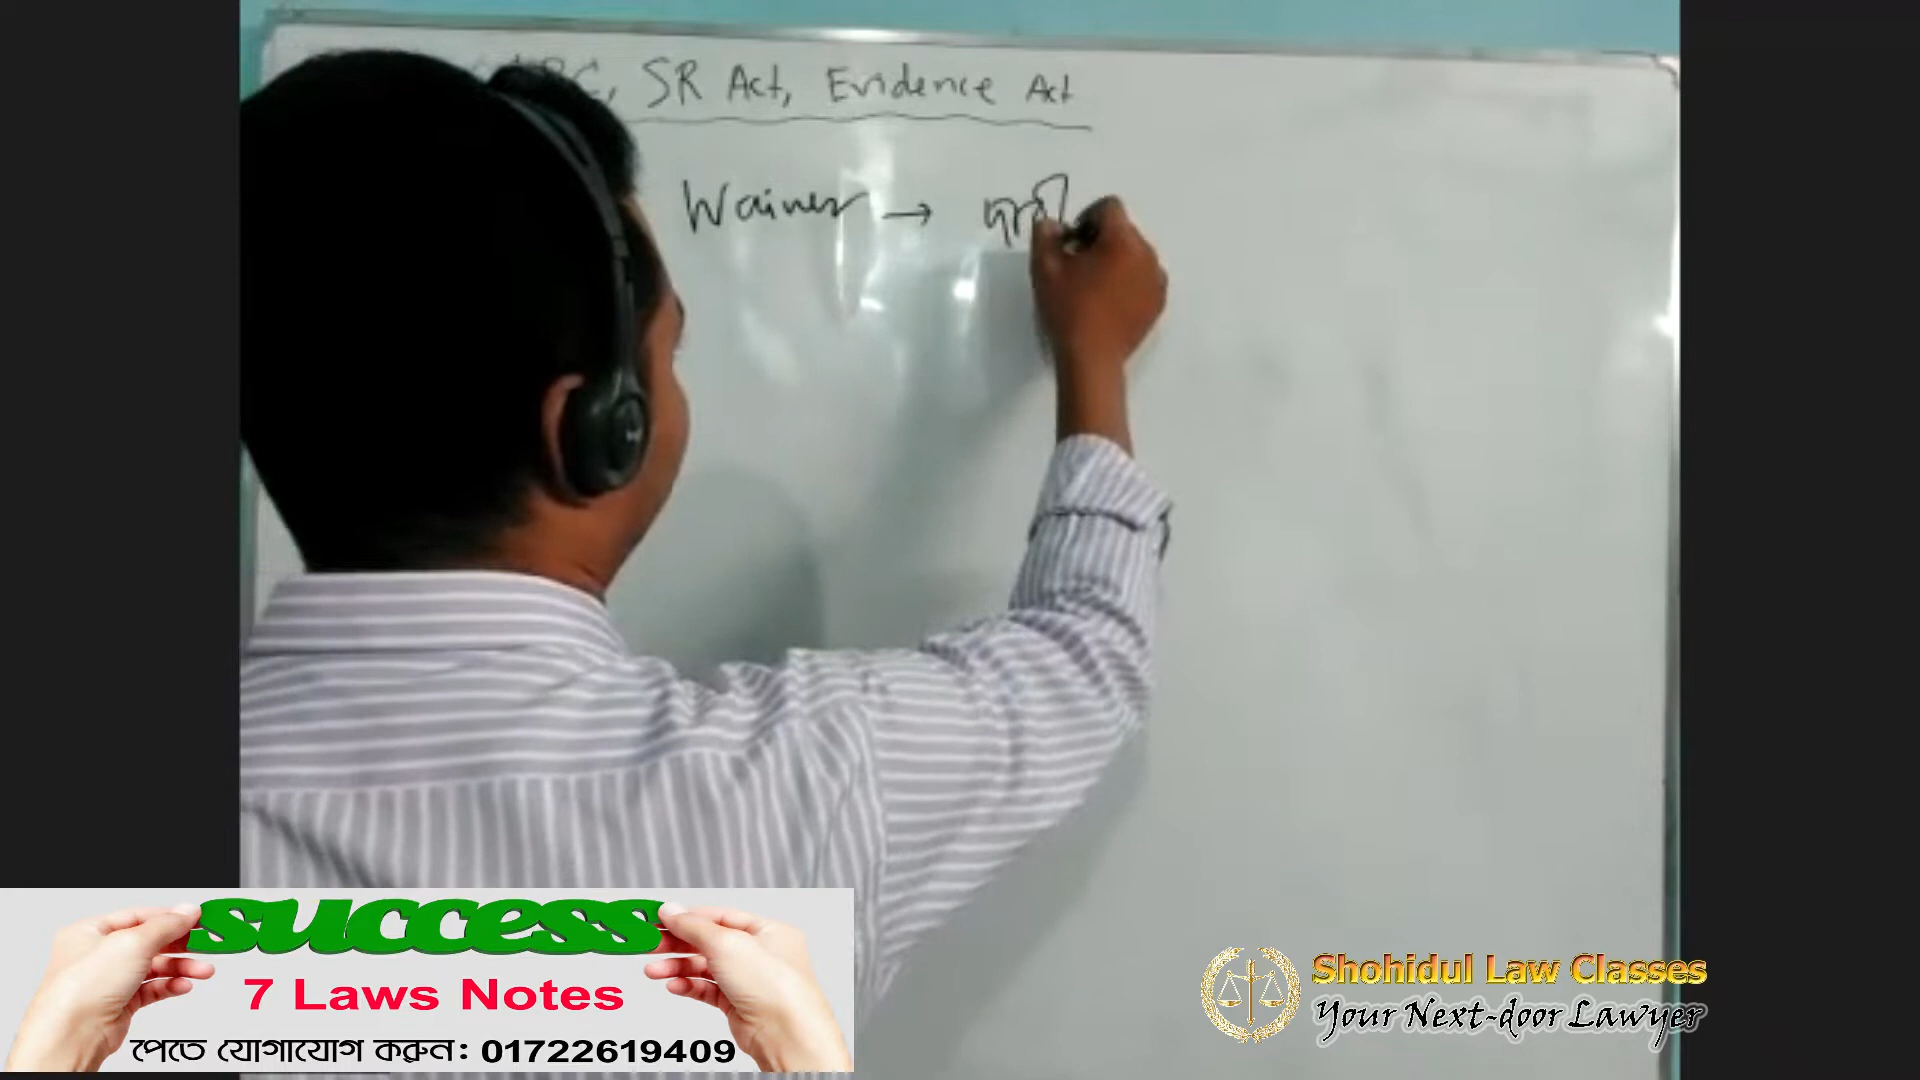 SR Act, Evidence Act
Waiver → দাবী
success
7 Laws Notes
পেতে যোগাযোগ করুন: 01722619409
Shohidul Law Classes
Your Next-door Lawyer